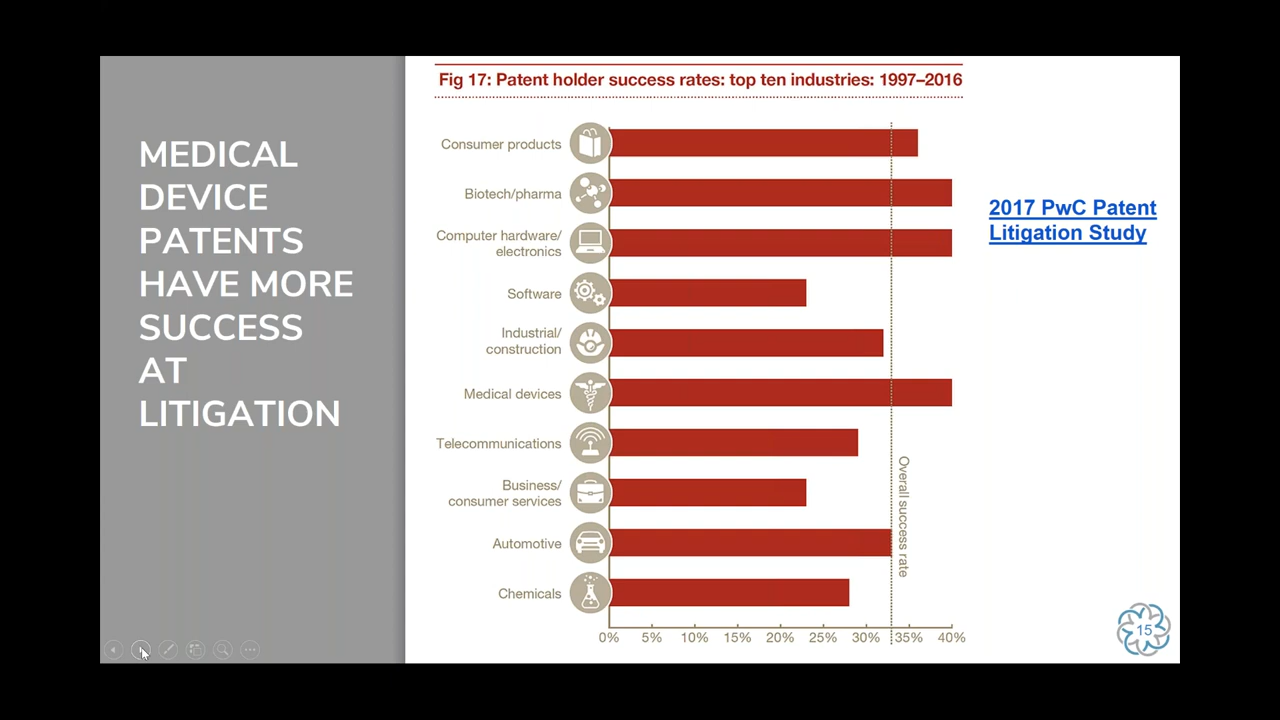 MEDICAL
DEVICE
PATENTS
HAVE MORE
SUCCESS
AT
LITIGATION
Fig 17: Patent holder success rates: top ten industries: 1997–2016
Consumer products
Biotech/pharma
Computer hardware/
electronics
Software
Industrial/
construction
Medical devices
Telecommunications
Business/
consumer services
Automotive
Chemicals
Overall success rate
0% 5% 10% 15% 20% 25% 30% 35% 40%
2017 PwC Patent
Litigation Study
15